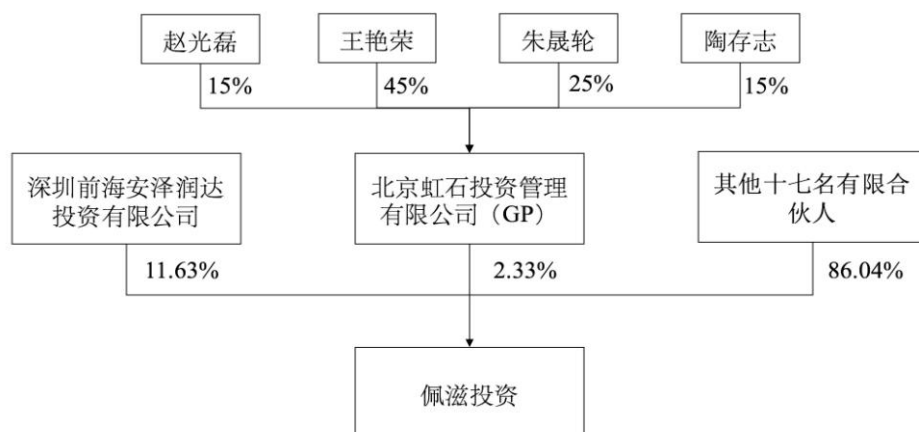 赵光磊
王艳荣
朱晟轮
陶存志
15%
45%
25%
15%
深圳前海安泽润达
投资有限公司
北京虹石投资管理
有限公司（GP）
其他十七名有限合
伙人
11.63%
2.33%
86.04%
佩滋投资